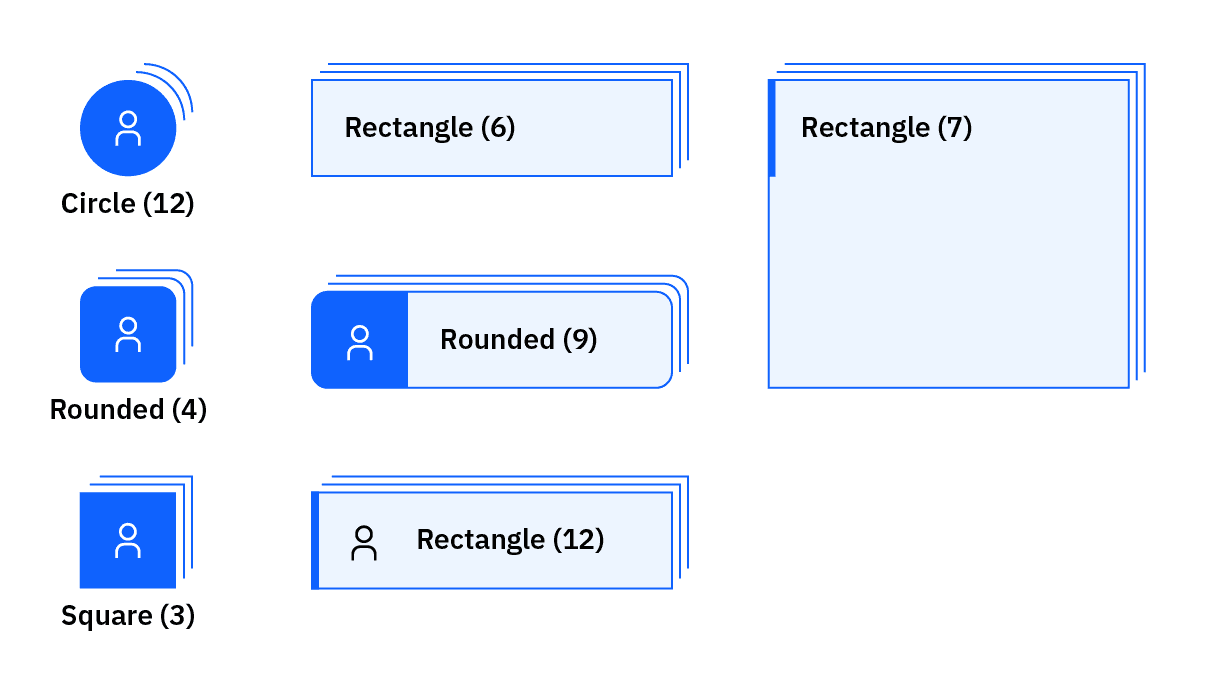 Rectangle (6)
Rectangle (7)
Circle (12)
Rounded (9)
Rounded (4)
Rectangle (12)
Square (3)